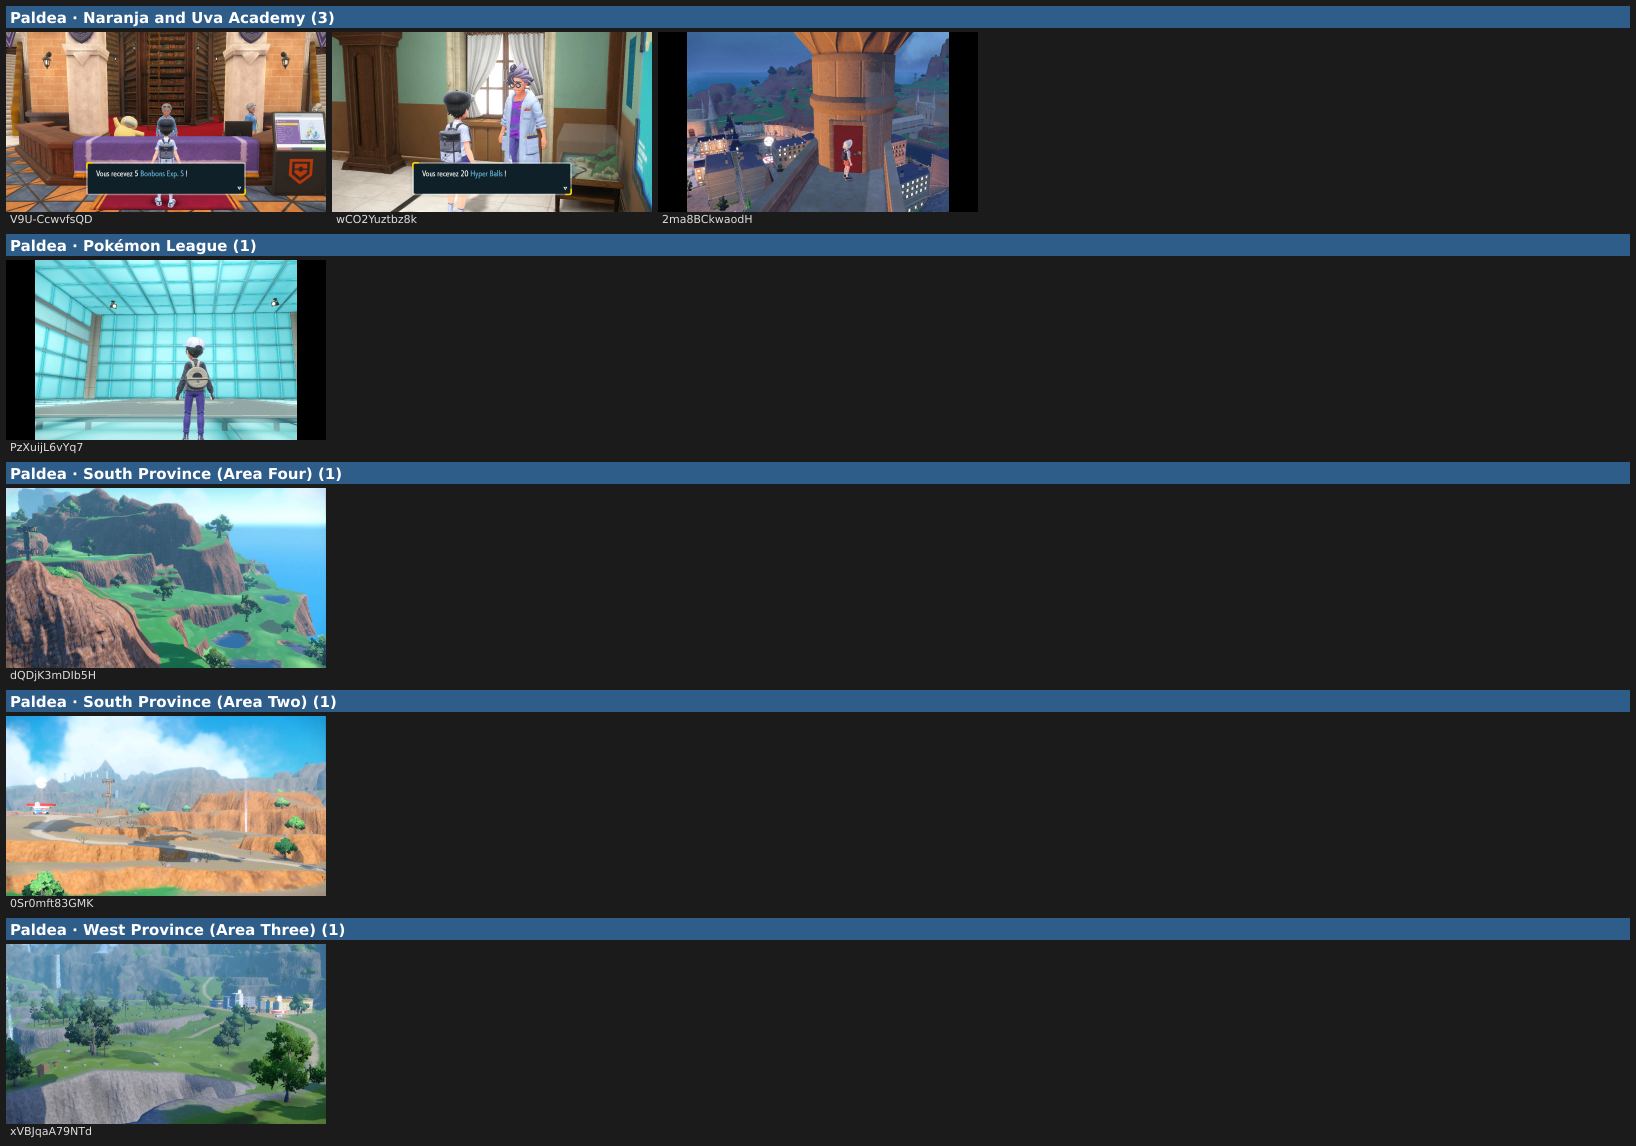 Paldea · Naranja and Uva Academy (3)
Vous recevez 5 Bonbons Exp. S !
Vous recevez 20 Hyper Balls !
V9U-CcwvfsQD
wCO2Yuztbz8k
2ma8BCkwaodH
Paldea · Pokémon League (1)
PzXuijL6vYq7
Paldea · South Province (Area Four) (1)
dQDjK3mDIb5H
Paldea · South Province (Area Two) (1)
0Sr0mft83GMK
Paldea · West Province (Area Three) (1)
xVBJqaA79NTd